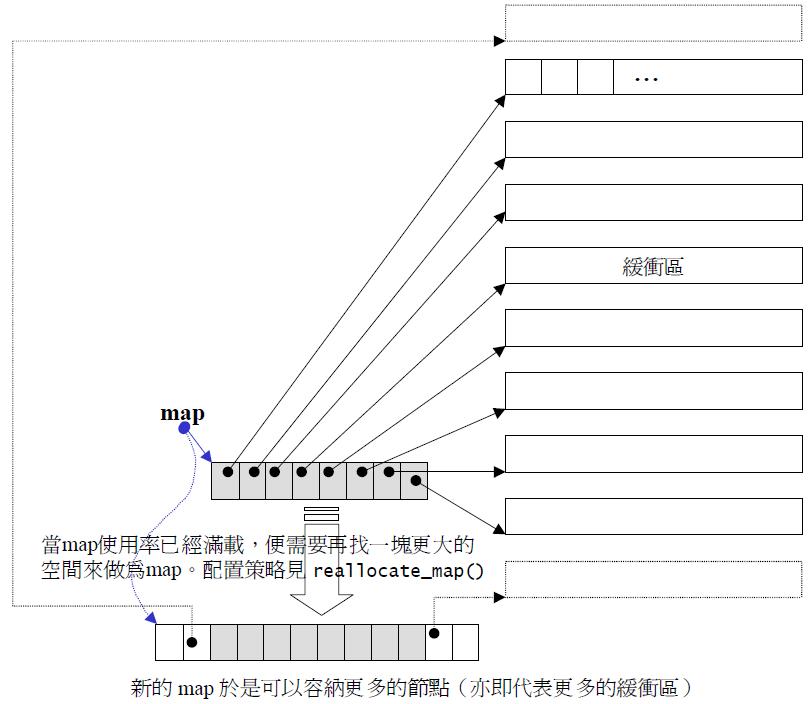 ...
緩衝區
map
當map使用率已經滿載，便需要再找一塊更大的
空間來做為map。配置策略見 reallocate_map()
新的 map 於是可以容納更多的節點（亦即代表更多的緩衝區）